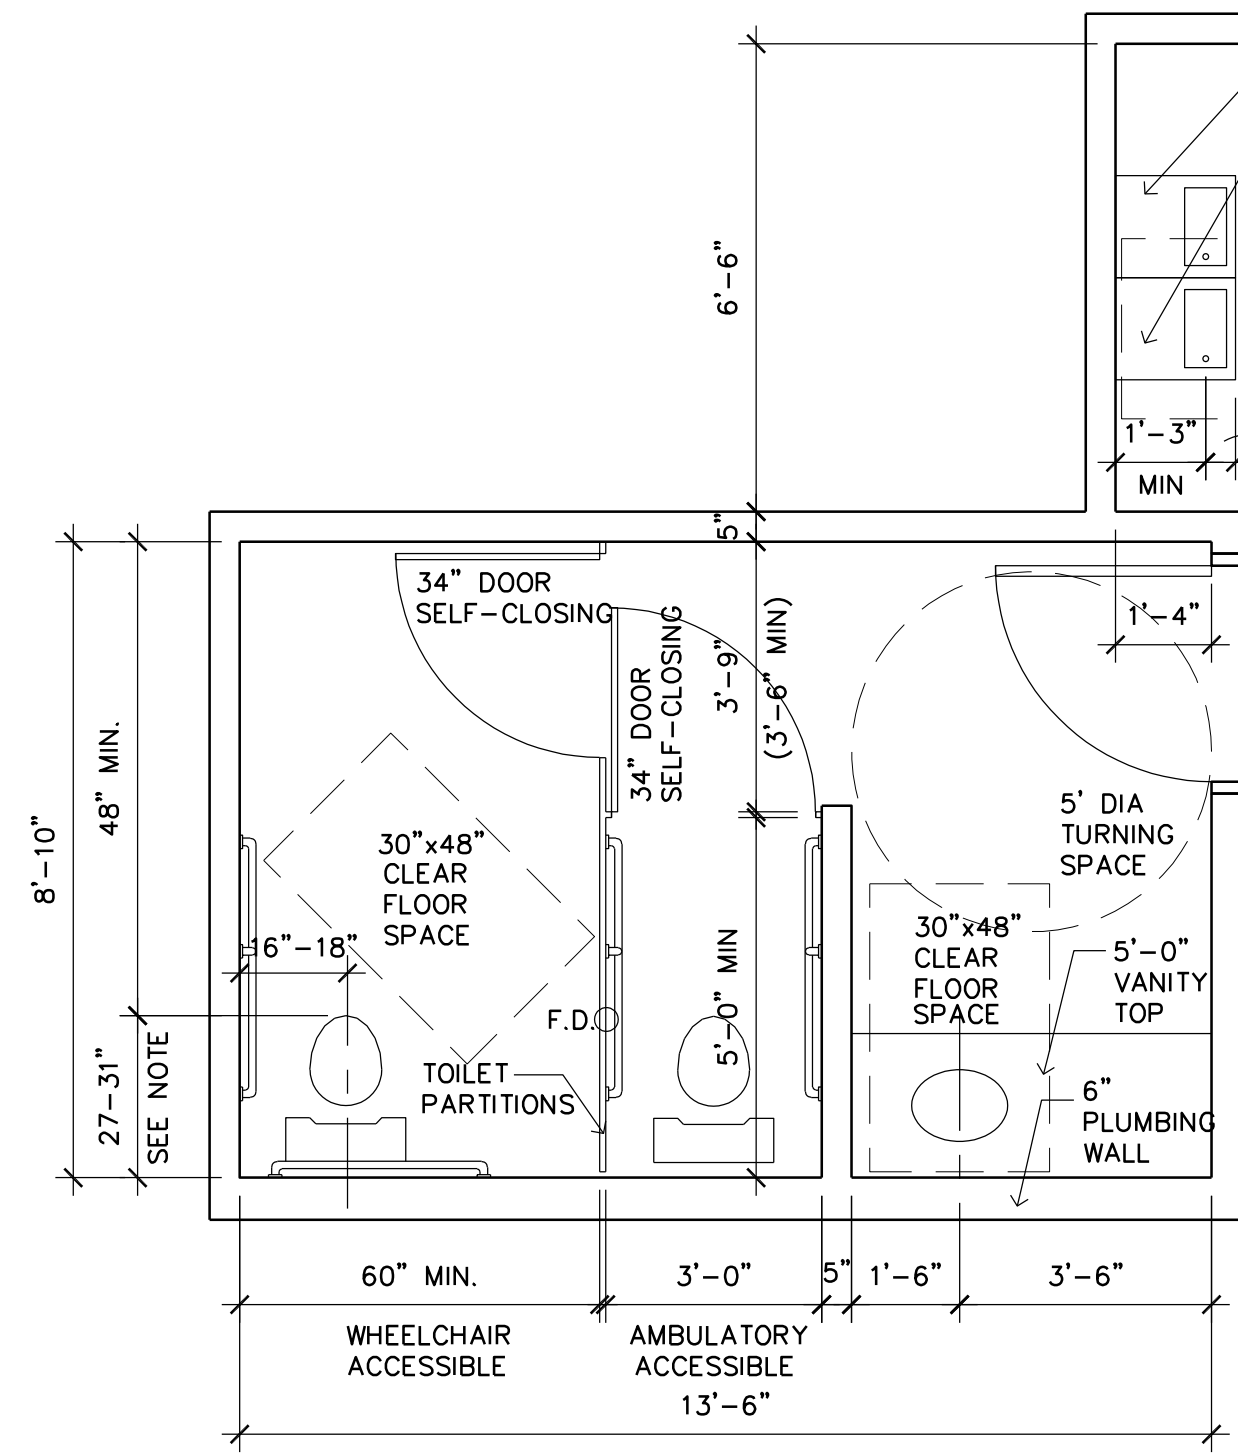 6'-6"
1'-3"
MIN
5"
34" DOOR
SELF-CLOSING
34" DOOR
SELF-CLOSING
3'-9"
(3'-6" MIN)
1'-4"
48" MIN.
8'-10"
30"x48"
CLEAR
FLOOR
SPACE
16"-18"
5' DIA
TURNING
SPACE
30"x48"
CLEAR
FLOOR
SPACE
5'-0"
VANITY
TOP
5'-0" MIN
F.D.
27-31"
SEE NOTE
TOILET
PARTITIONS
6"
PLUMBING
WALL
60" MIN.
3'-0"
5"
1'-6"
3'-6"
WHEELCHAIR
ACCESSIBLE
AMBULATORY
ACCESSIBLE
13'-6"